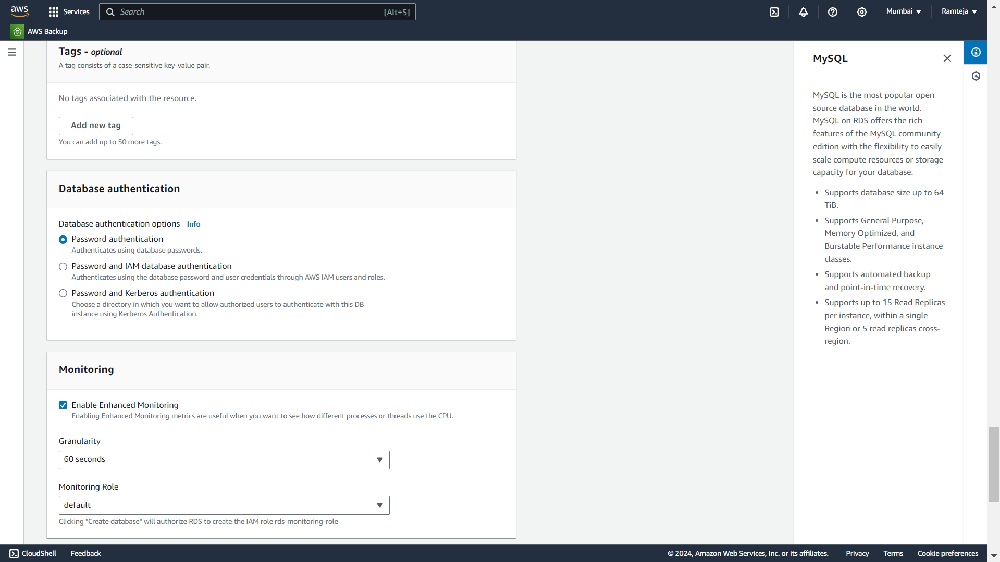 aws
Services
Search
[Alt+S]
Mumbai
Ramteja
AWS Backup
Tags - optional
A tag consists of a case-sensitive key-value pair.
No tags associated with the resource.
Add new tag
You can add up to 50 more tags.
Database authentication
Database authentication options Info
Password authentication
Authenticates using database passwords.
Password and IAM database authentication
Authenticates using the database password and user credentials through AWS IAM users and roles.
Password and Kerberos authentication
Choose a directory in which you want to allow authorized users to authenticate with this DB
instance using Kerberos Authentication.
Monitoring
Enable Enhanced Monitoring
Enabling Enhanced Monitoring metrics are useful when you want to see how different processes or threads use the CPU.
Granularity
60 seconds
Monitoring Role
default
Clicking "Create database" will authorize RDS to create the IAM role rds-monitoring-role
MySQL
MySQL is the most popular open
source database in the world.
MySQL on RDS offers the rich
features of the MySQL community
edition with the flexibility to easily
scale compute resources or storage
capacity for your database.
• Supports database size up to 64
TiB.
• Supports General Purpose,
Memory Optimized, and
Burstable Performance instance
classes.
• Supports automated backup
and point-in-time recovery.
• Supports up to 15 Read Replicas
per instance, within a single
Region or 5 read replicas cross-
region.
CloudShell
Feedback
© 2024, Amazon Web Services, Inc. or its affiliates.
Privacy
Terms
Cookie preferences